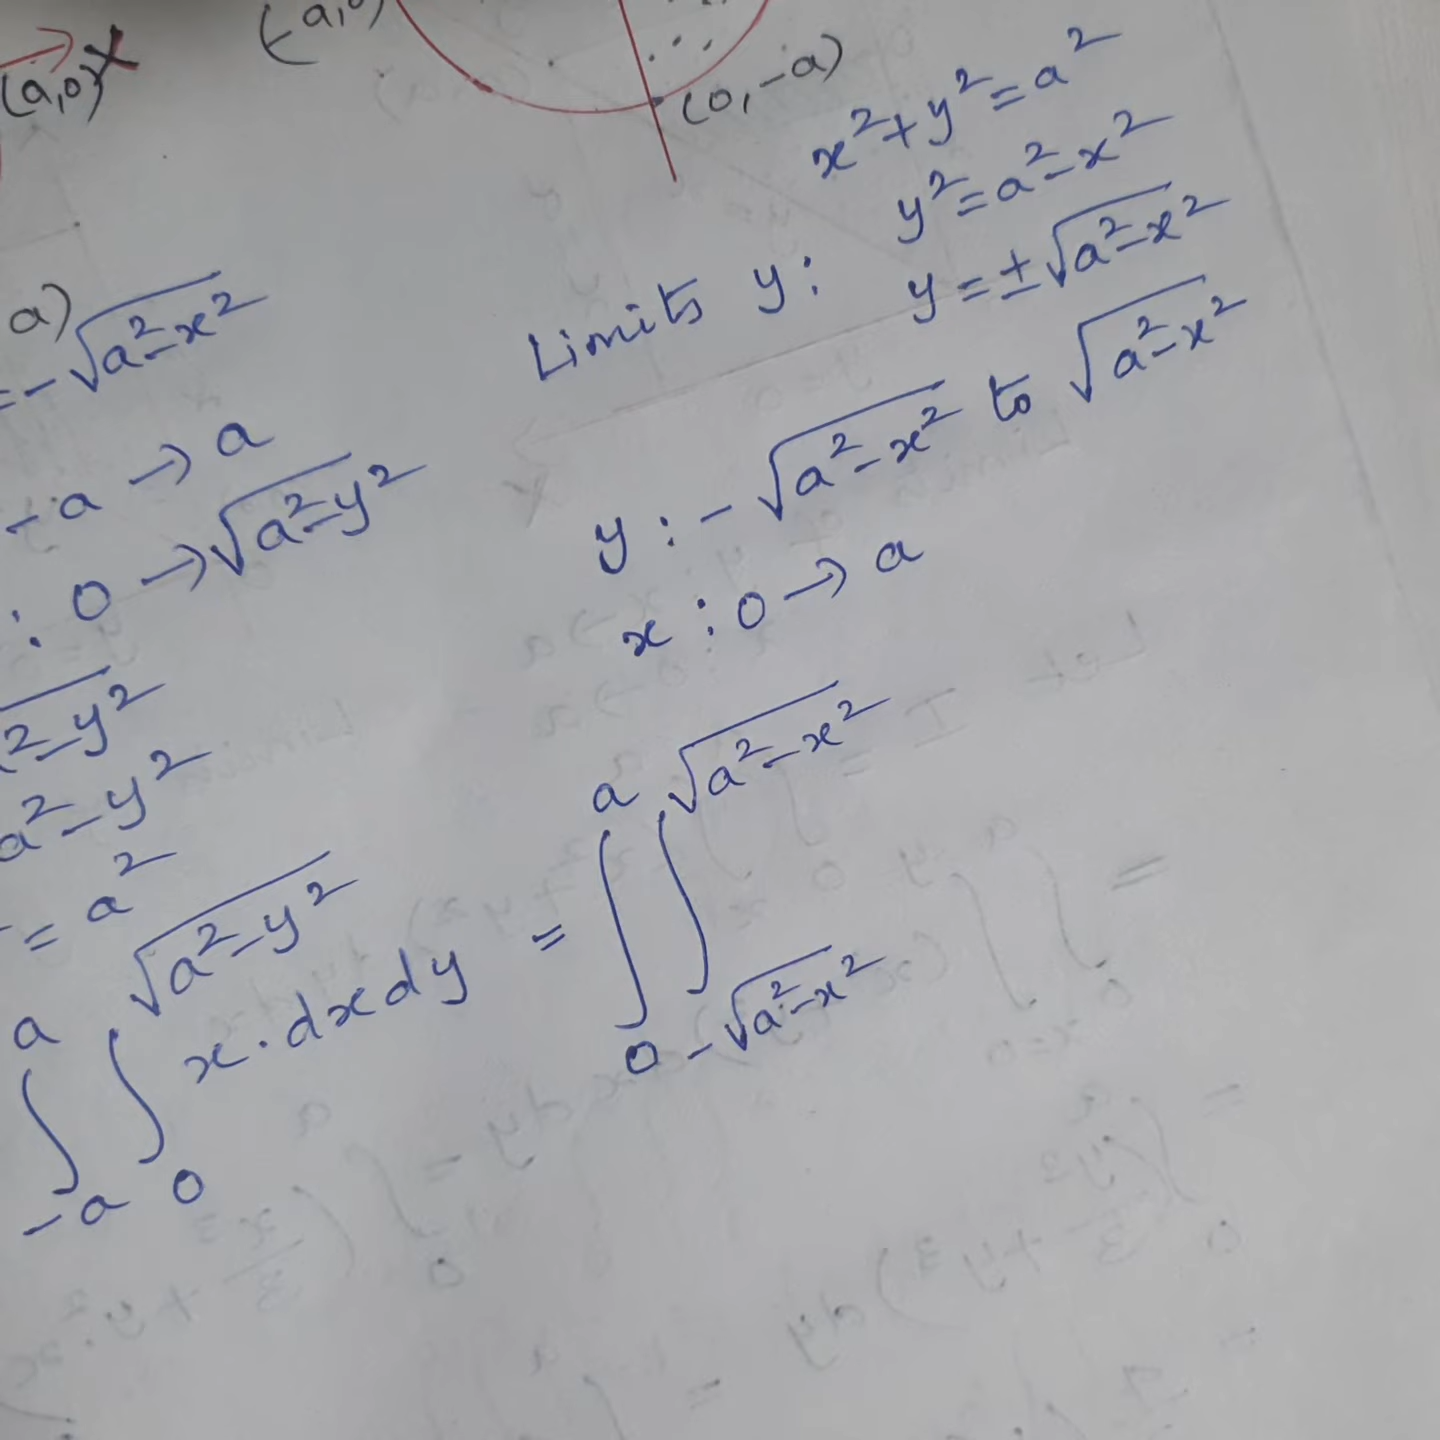 (a,0) X
(-a,0)
(0,-a)
x²+y²=a²
y²=a²-x²
Limits y: y=±√a²-x²
y : -√a²-x² to √a²-x²
x : 0 → a
a)
=-√a²-x²
-a → a
: 0 → √a²-y²
²-y²
a²-y²
= a²
∫_{-a}^{a} ∫_{0}^{√a²-y²} x·dxdy = ∫_{0}^{a} ∫_{-√a²-x²}^{√a²-x²}